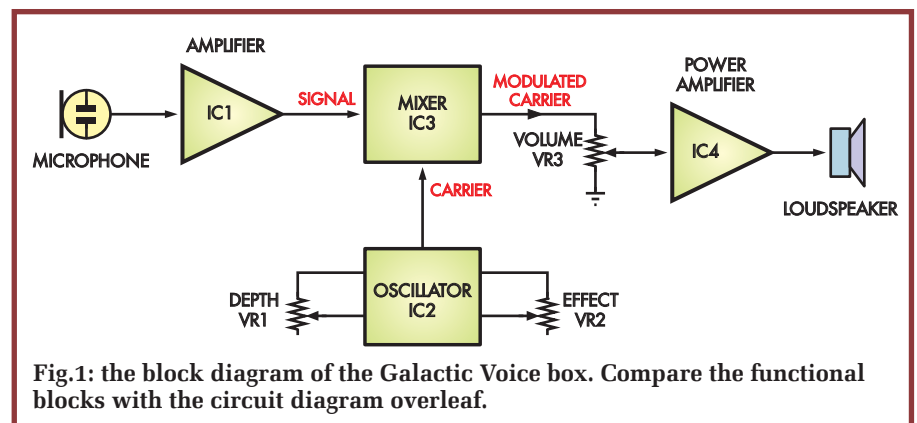 AMPLIFIER
IC1
MICROPHONE
SIGNAL
MIXER
IC3
MODULATED
CARRIER
VOLUME
VR3
POWER
AMPLIFIER
IC4
LOUDSPEAKER
CARRIER
DEPTH
VR1
OSCILLATOR
IC2
EFFECT
VR2
Fig.1: the block diagram of the Galactic Voice box. Compare the functional
blocks with the circuit diagram overleaf.